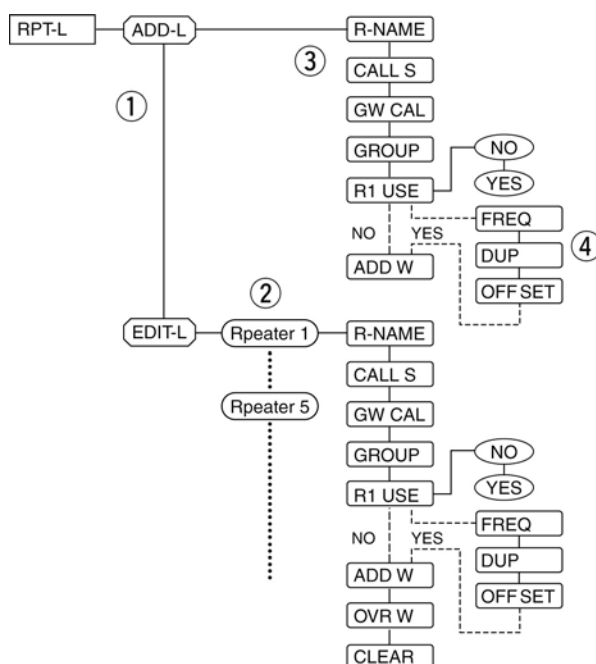 RPT-L
ADD-L
R-NAME
③
CALL S
①
GW CAL
GROUP
NO
R1 USE
YES
FREQ
NO
YES
④
DUP
ADD W
OFF SET
②
EDIT-L
Rpeater 1
R-NAME
CALL S
Rpeater 5
GW CAL
GROUP
NO
R1 USE
YES
FREQ
NO
YES
DUP
ADD W
OFF SET
OVR W
CLEAR